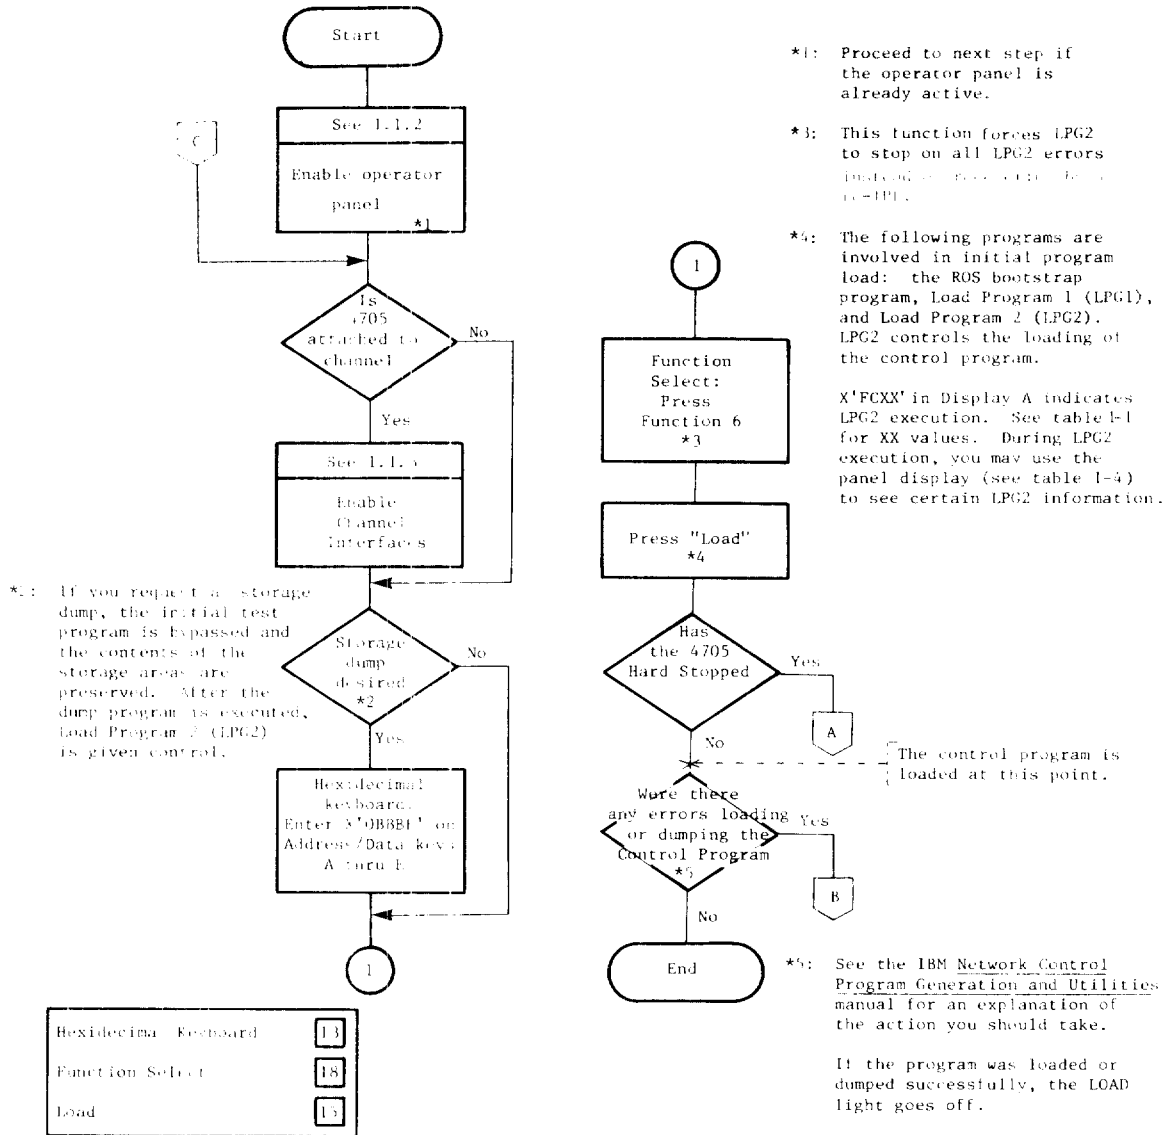 Start
See 1.1.2
Enable operator
panel
*1
C
Is
4705
attached to
channel
No
Yes
See 1.1.3
Enable
Channel
Interfaces
*2: If you request a storage
dump, the initial test
program is bypassed and
the contents of the
storage areas are
preserved. After the
dump program is executed,
Load Program 2 (LPG2)
is given control.
Storage
dump
desired
*2
No
Yes
Hexidecimal
keyboard.
Enter on
Address/Data keys
A thru E
1
Hexidecimal Keyboard 13
Function Select 18
Load 15
1
Function
Select:
Press
Function 6
*3
Press "Load"
*4
Has
the 4705
Hard Stopped
Yes
A
No
The control program is
loaded at this point.
Were there
any errors loading
or dumping the
Control Program
*5
Yes
B
No
End
*1: Proceed to next step if
the operator panel is
already active.
*3: This function forces LPG2
to stop on all LPG2 errors
instead
re-IPL.
*4: The following programs are
involved in initial program
load: the ROS bootstrap
program, Load Program 1 (LPG1),
and Load Program 2 (LPG2).
LPG2 controls the loading of
the control program.
X'FCXX' in Display A indicates
LPG2 execution. See table 1-1
for XX values. During LPG2
execution, you may use the
panel display (see table 1-4)
to see certain LPG2 information.
*5: See the IBM Network Control
Program Generation and Utilities
manual for an explanation of
the action you should take.
If the program was loaded or
dumped successfully, the LOAD
light goes off.